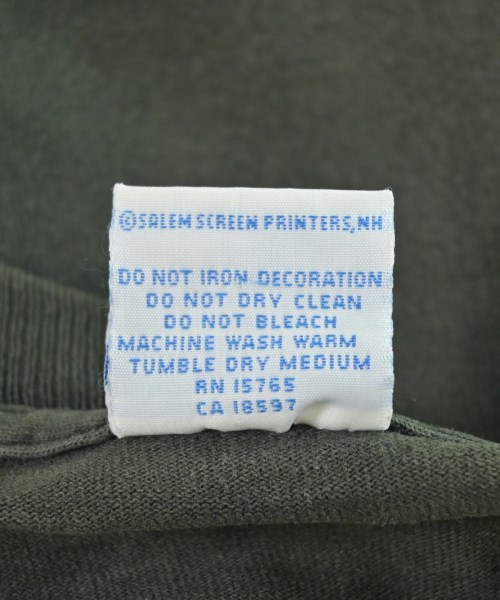 ©SALEM SCREEN PRINTERS,NH
DO NOT IRON DECORATION
DO NOT DRY CLEAN
DO NOT BLEACH
MACHINE WASH WARM
TUMBLE DRY MEDIUM
RN 15765
CA 18597